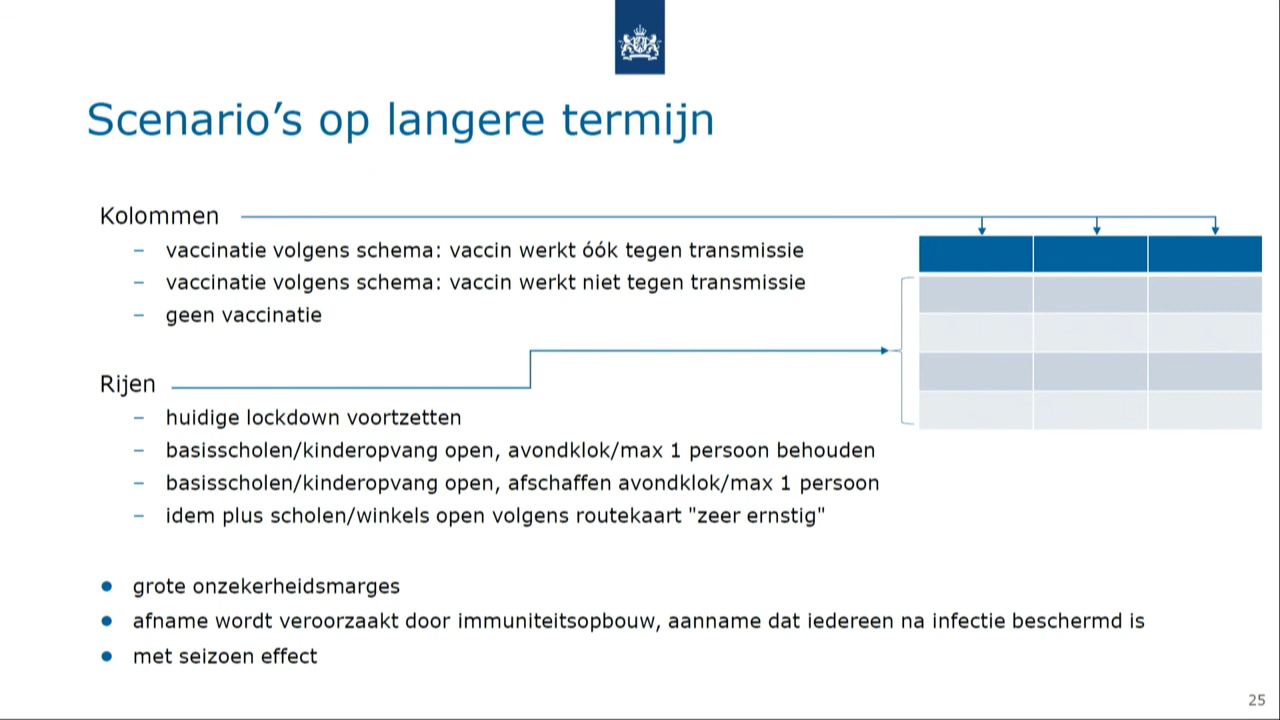 Scenario’s op langere termijn
Kolommen
– vaccinatie volgens schema: vaccin werkt óók tegen transmissie
– vaccinatie volgens schema: vaccin werkt niet tegen transmissie
– geen vaccinatie
Rijen
– huidige lockdown voortzetten
– basisscholen/kinderopvang open, avondklok/max 1 persoon behouden
– basisscholen/kinderopvang open, afschaffen avondklok/max 1 persoon
– idem plus scholen/winkels open volgens routekaart "zeer ernstig"
● grote onzekerheidsmarges
● afname wordt veroorzaakt door immuniteitsopbouw, aanname dat iedereen na infectie beschermd is
● met seizoen effect
25